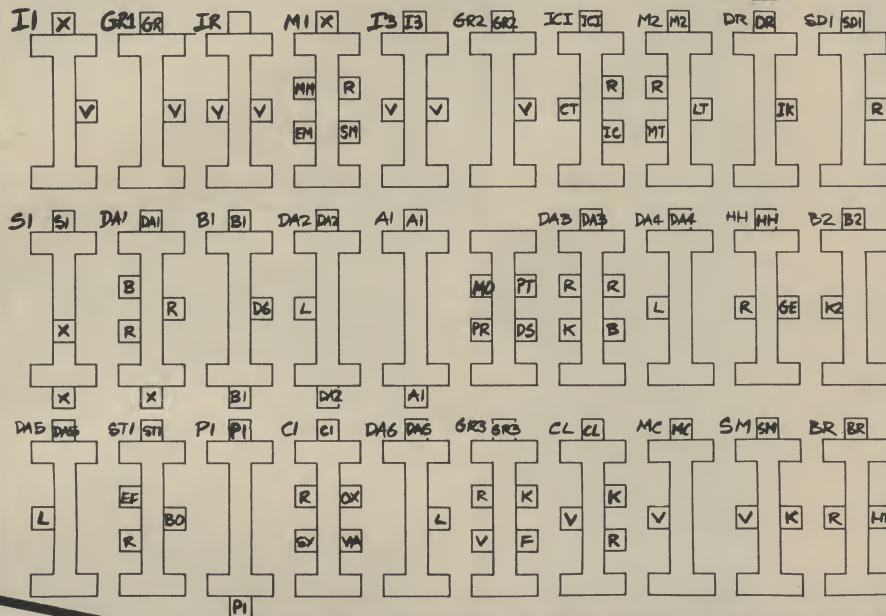 I1 X GR1 GR IR M1 X I3 I3 GR2 GR2 ICI ICI M2 M2 DR DR SD1 SD1
MM R R R
V V V V V V V CT LT IK R
EM SM IC MT
S1 S1 DA1 DA1 B1 B1 DA2 DA2 A1 A1 DA3 DA3 DA4 DA4 HH HH B2 B2
B MO PT R R
X R D6 L L R GE K2
R PR DS K B
X X B1 DA2 A1
DA5 DA5 ST1 ST1 P1 P1 C1 C1 DA6 DA6 GR3 GR3 CL CL MC MC SM SM BR BR
EF R OX R K K
L BO L V V V K R
R SY VA V F R
P1